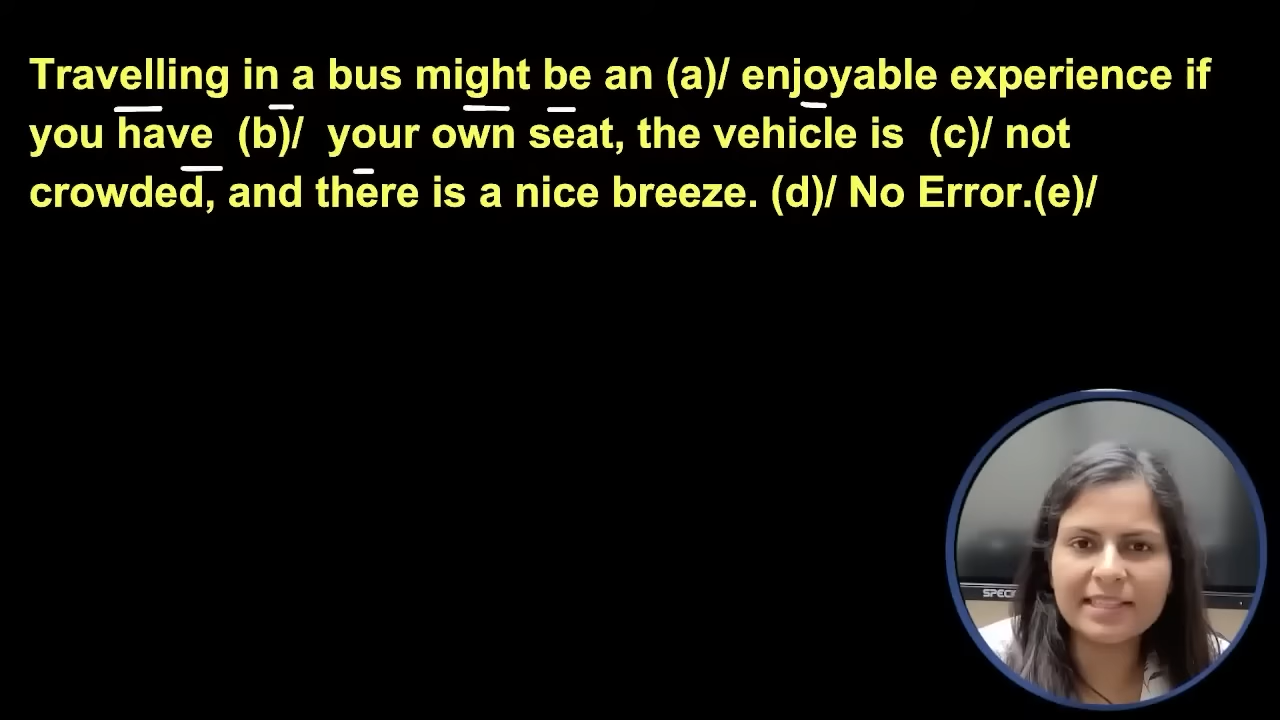 Travelling in a bus might be an (a)/ enjoyable experience if
you have (b)/ your own seat, the vehicle is (c)/ not
crowded, and there is a nice breeze. (d)/ No Error.(e)/